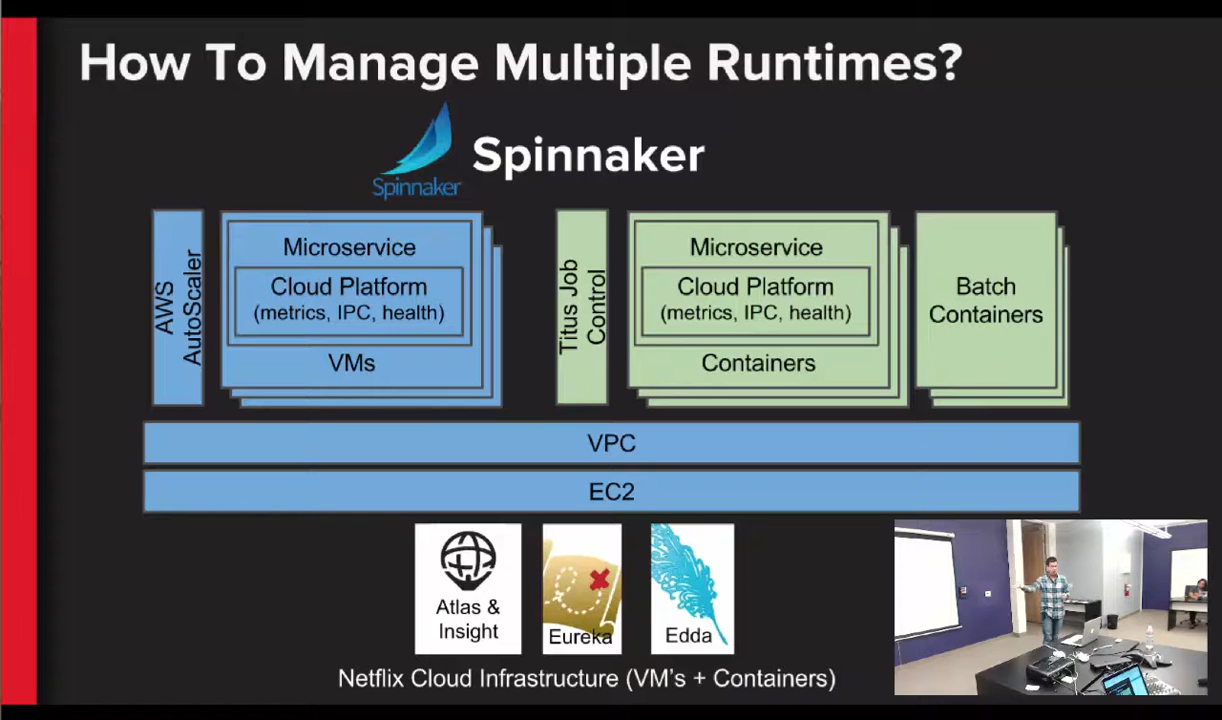 How To Manage Multiple Runtimes?
Spinnaker
Spinnaker
AWS
AutoScaler
Microservice
Cloud Platform
(metrics, IPC, health)
VMs
Titus Job
Control
Microservice
Cloud Platform
(metrics, IPC, health)
Containers
Batch
Containers
VPC
EC2
Atlas &
Insight
Eureka
Edda
Netflix Cloud Infrastructure (VM's + Containers)